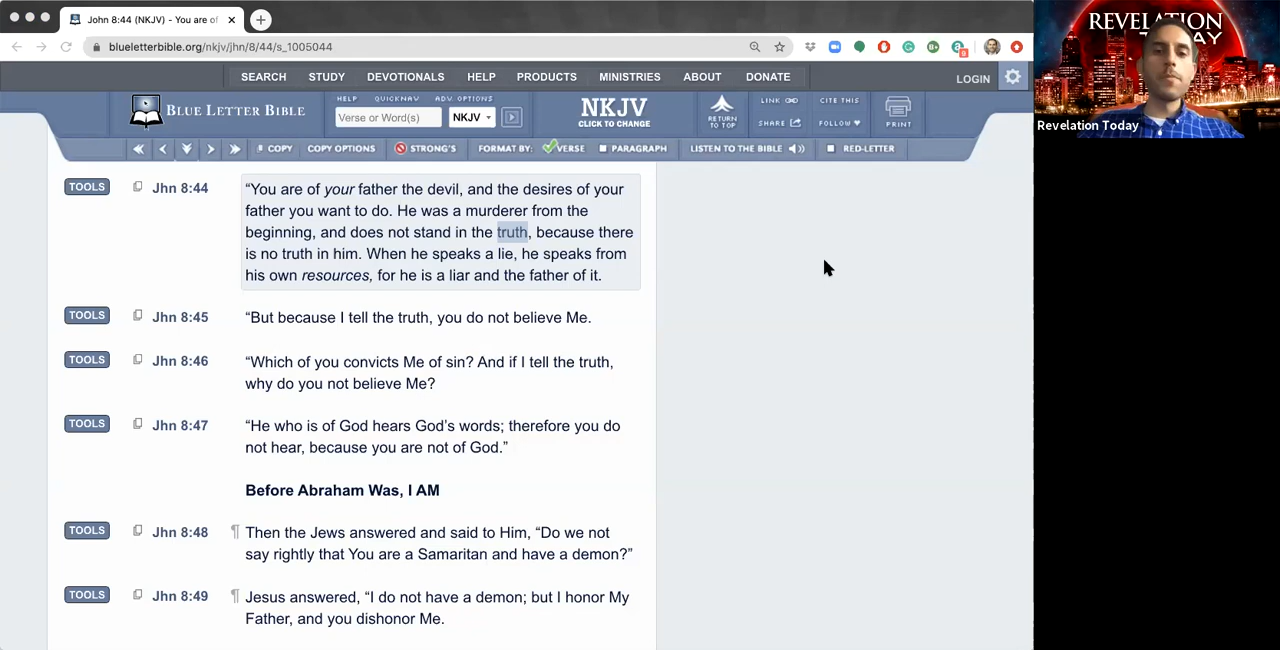 John 8:44 (NKJV) - You are of
blueletterbible.org/nkjv/jhn/8/44/s_1005044
SEARCH STUDY DEVOTIONALS HELP PRODUCTS MINISTRIES ABOUT DONATE LOGIN
BLUE LETTER BIBLE
HELP QUICKNAV ADV. OPTIONS
Verse or Word(s) NKJV
NKJV
CLICK TO CHANGE
RETURN
TO TOP
LINK CITE THIS
SHARE FOLLOW
PRINT
COPY COPY OPTIONS STRONG'S FORMAT BY: VERSE PARAGRAPH LISTEN TO THE BIBLE RED-LETTER
TOOLS Jhn 8:44 “You are of your father the devil, and the desires of your
father you want to do. He was a murderer from the
beginning, and does not stand in the truth, because there
is no truth in him. When he speaks a lie, he speaks from
his own resources, for he is a liar and the father of it.
TOOLS Jhn 8:45 “But because I tell the truth, you do not believe Me.
TOOLS Jhn 8:46 “Which of you convicts Me of sin? And if I tell the truth,
why do you not believe Me?
TOOLS Jhn 8:47 “He who is of God hears God's words; therefore you do
not hear, because you are not of God.”
Before Abraham Was, I AM
TOOLS Jhn 8:48 ¶ Then the Jews answered and said to Him, “Do we not
say rightly that You are a Samaritan and have a demon?”
TOOLS Jhn 8:49 ¶ Jesus answered, “I do not have a demon; but I honor My
Father, and you dishonor Me.
REVELATION
Revelation Today